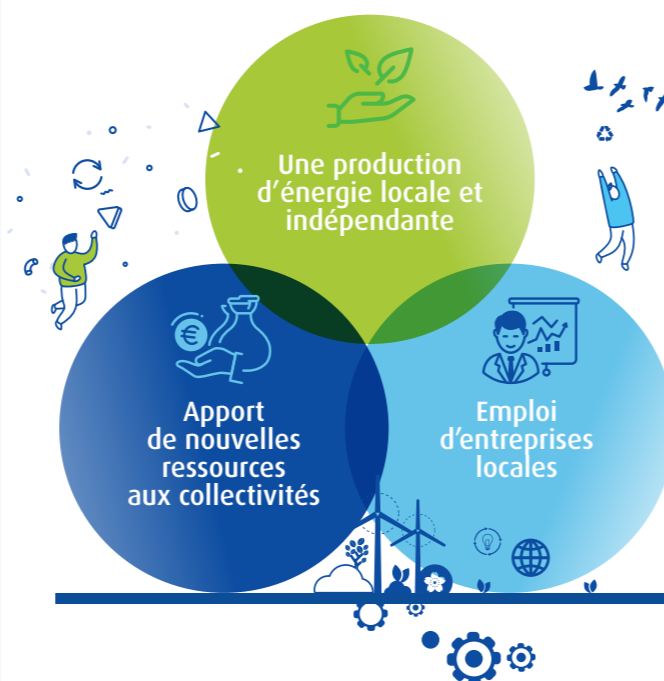 Une production
d'énergie locale et
indépendante
Apport
de nouvelles
ressources
aux collectivités
Emploi
d'entreprises
locales
€